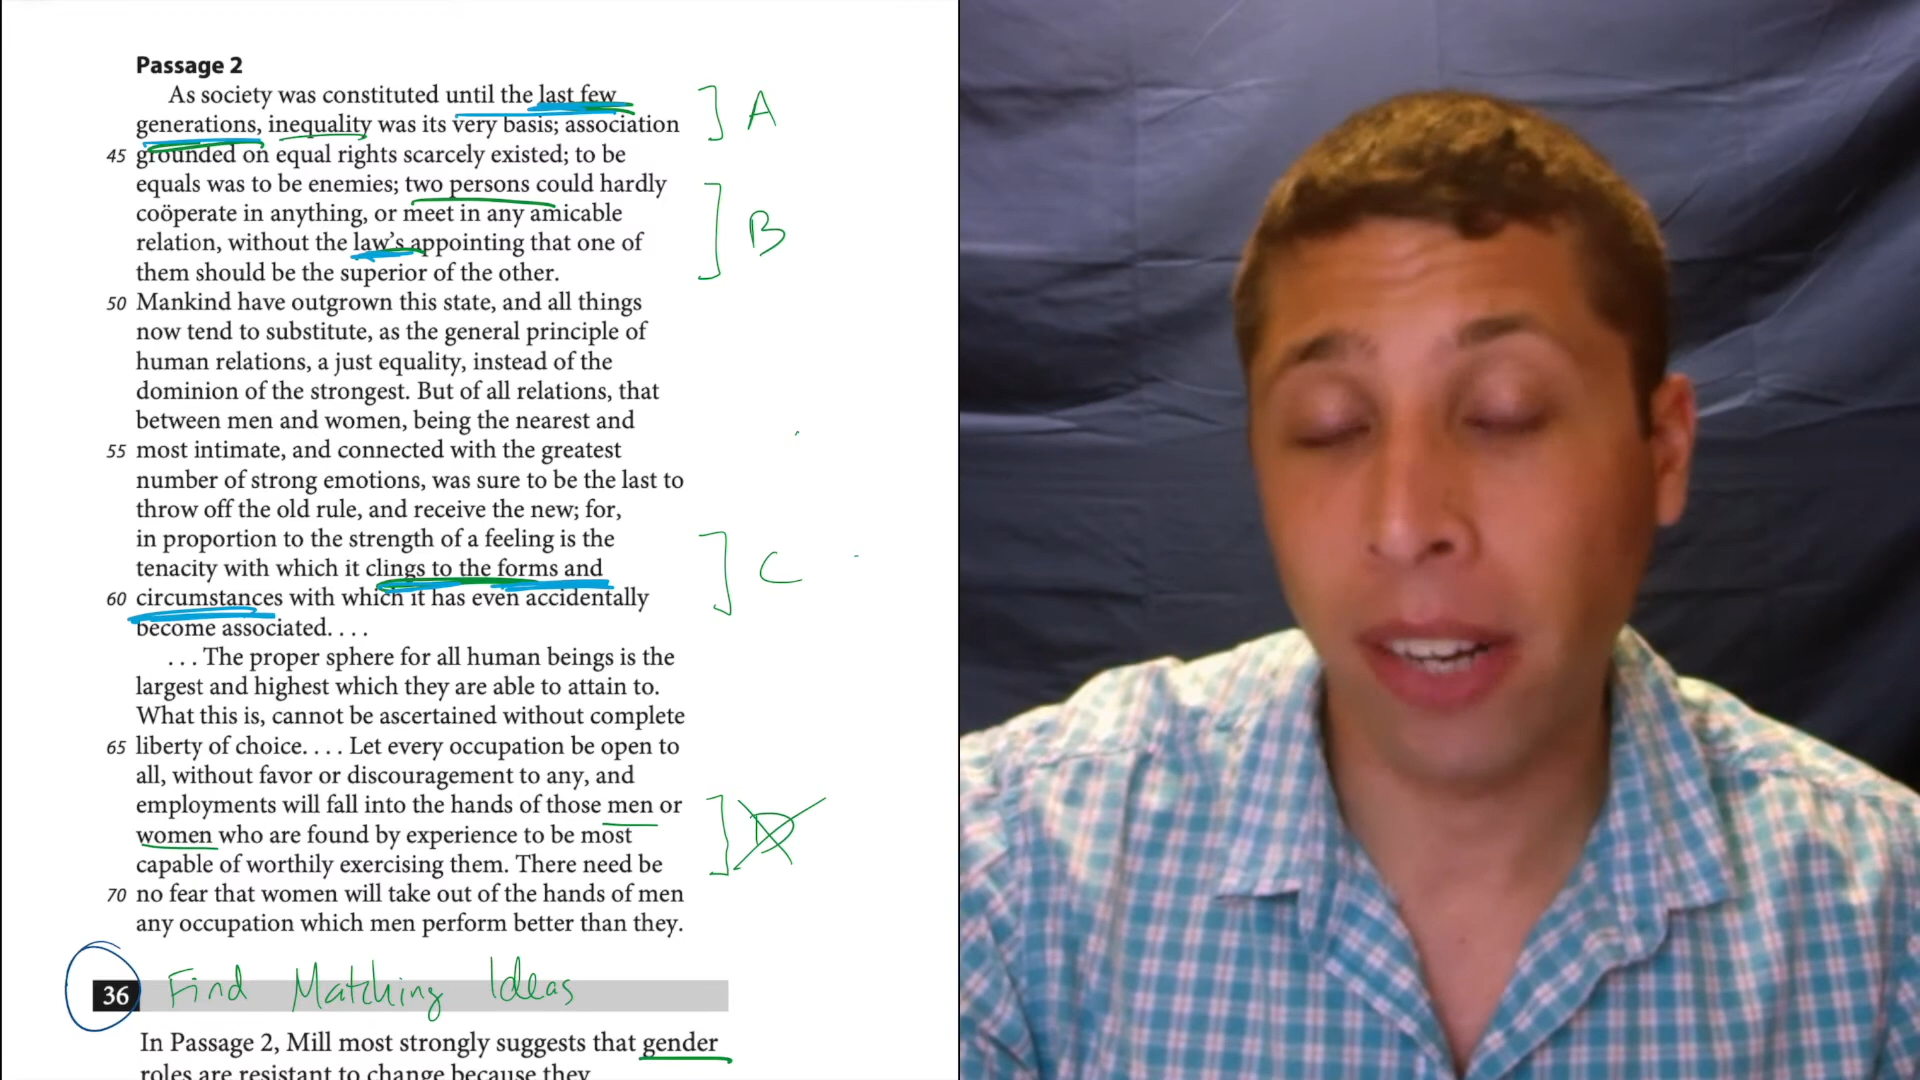 Passage 2
As society was constituted until the last few
generations, inequality was its very basis; association
45 grounded on equal rights scarcely existed; to be
equals was to be enemies; two persons could hardly
coöperate in anything, or meet in any amicable
relation, without the law's appointing that one of
them should be the superior of the other.
50 Mankind have outgrown this state, and all things
now tend to substitute, as the general principle of
human relations, a just equality, instead of the
dominion of the strongest. But of all relations, that
between men and women, being the nearest and
55 most intimate, and connected with the greatest
number of strong emotions, was sure to be the last to
throw off the old rule, and receive the new; for,
in proportion to the strength of a feeling is the
tenacity with which it clings to the forms and
60 circumstances with which it has even accidentally
become associated. . . .
. . . The proper sphere for all human beings is the
largest and highest which they are able to attain to.
What this is, cannot be ascertained without complete
65 liberty of choice. . . . Let every occupation be open to
all, without favor or discouragement to any, and
employments will fall into the hands of those men or
women who are found by experience to be most
capable of worthily exercising them. There need be
70 no fear that women will take out of the hands of men
any occupation which men perform better than they.
A
B
C
D
36 Find Matching Ideas
In Passage 2, Mill most strongly suggests that gender
roles are resistant to change because they